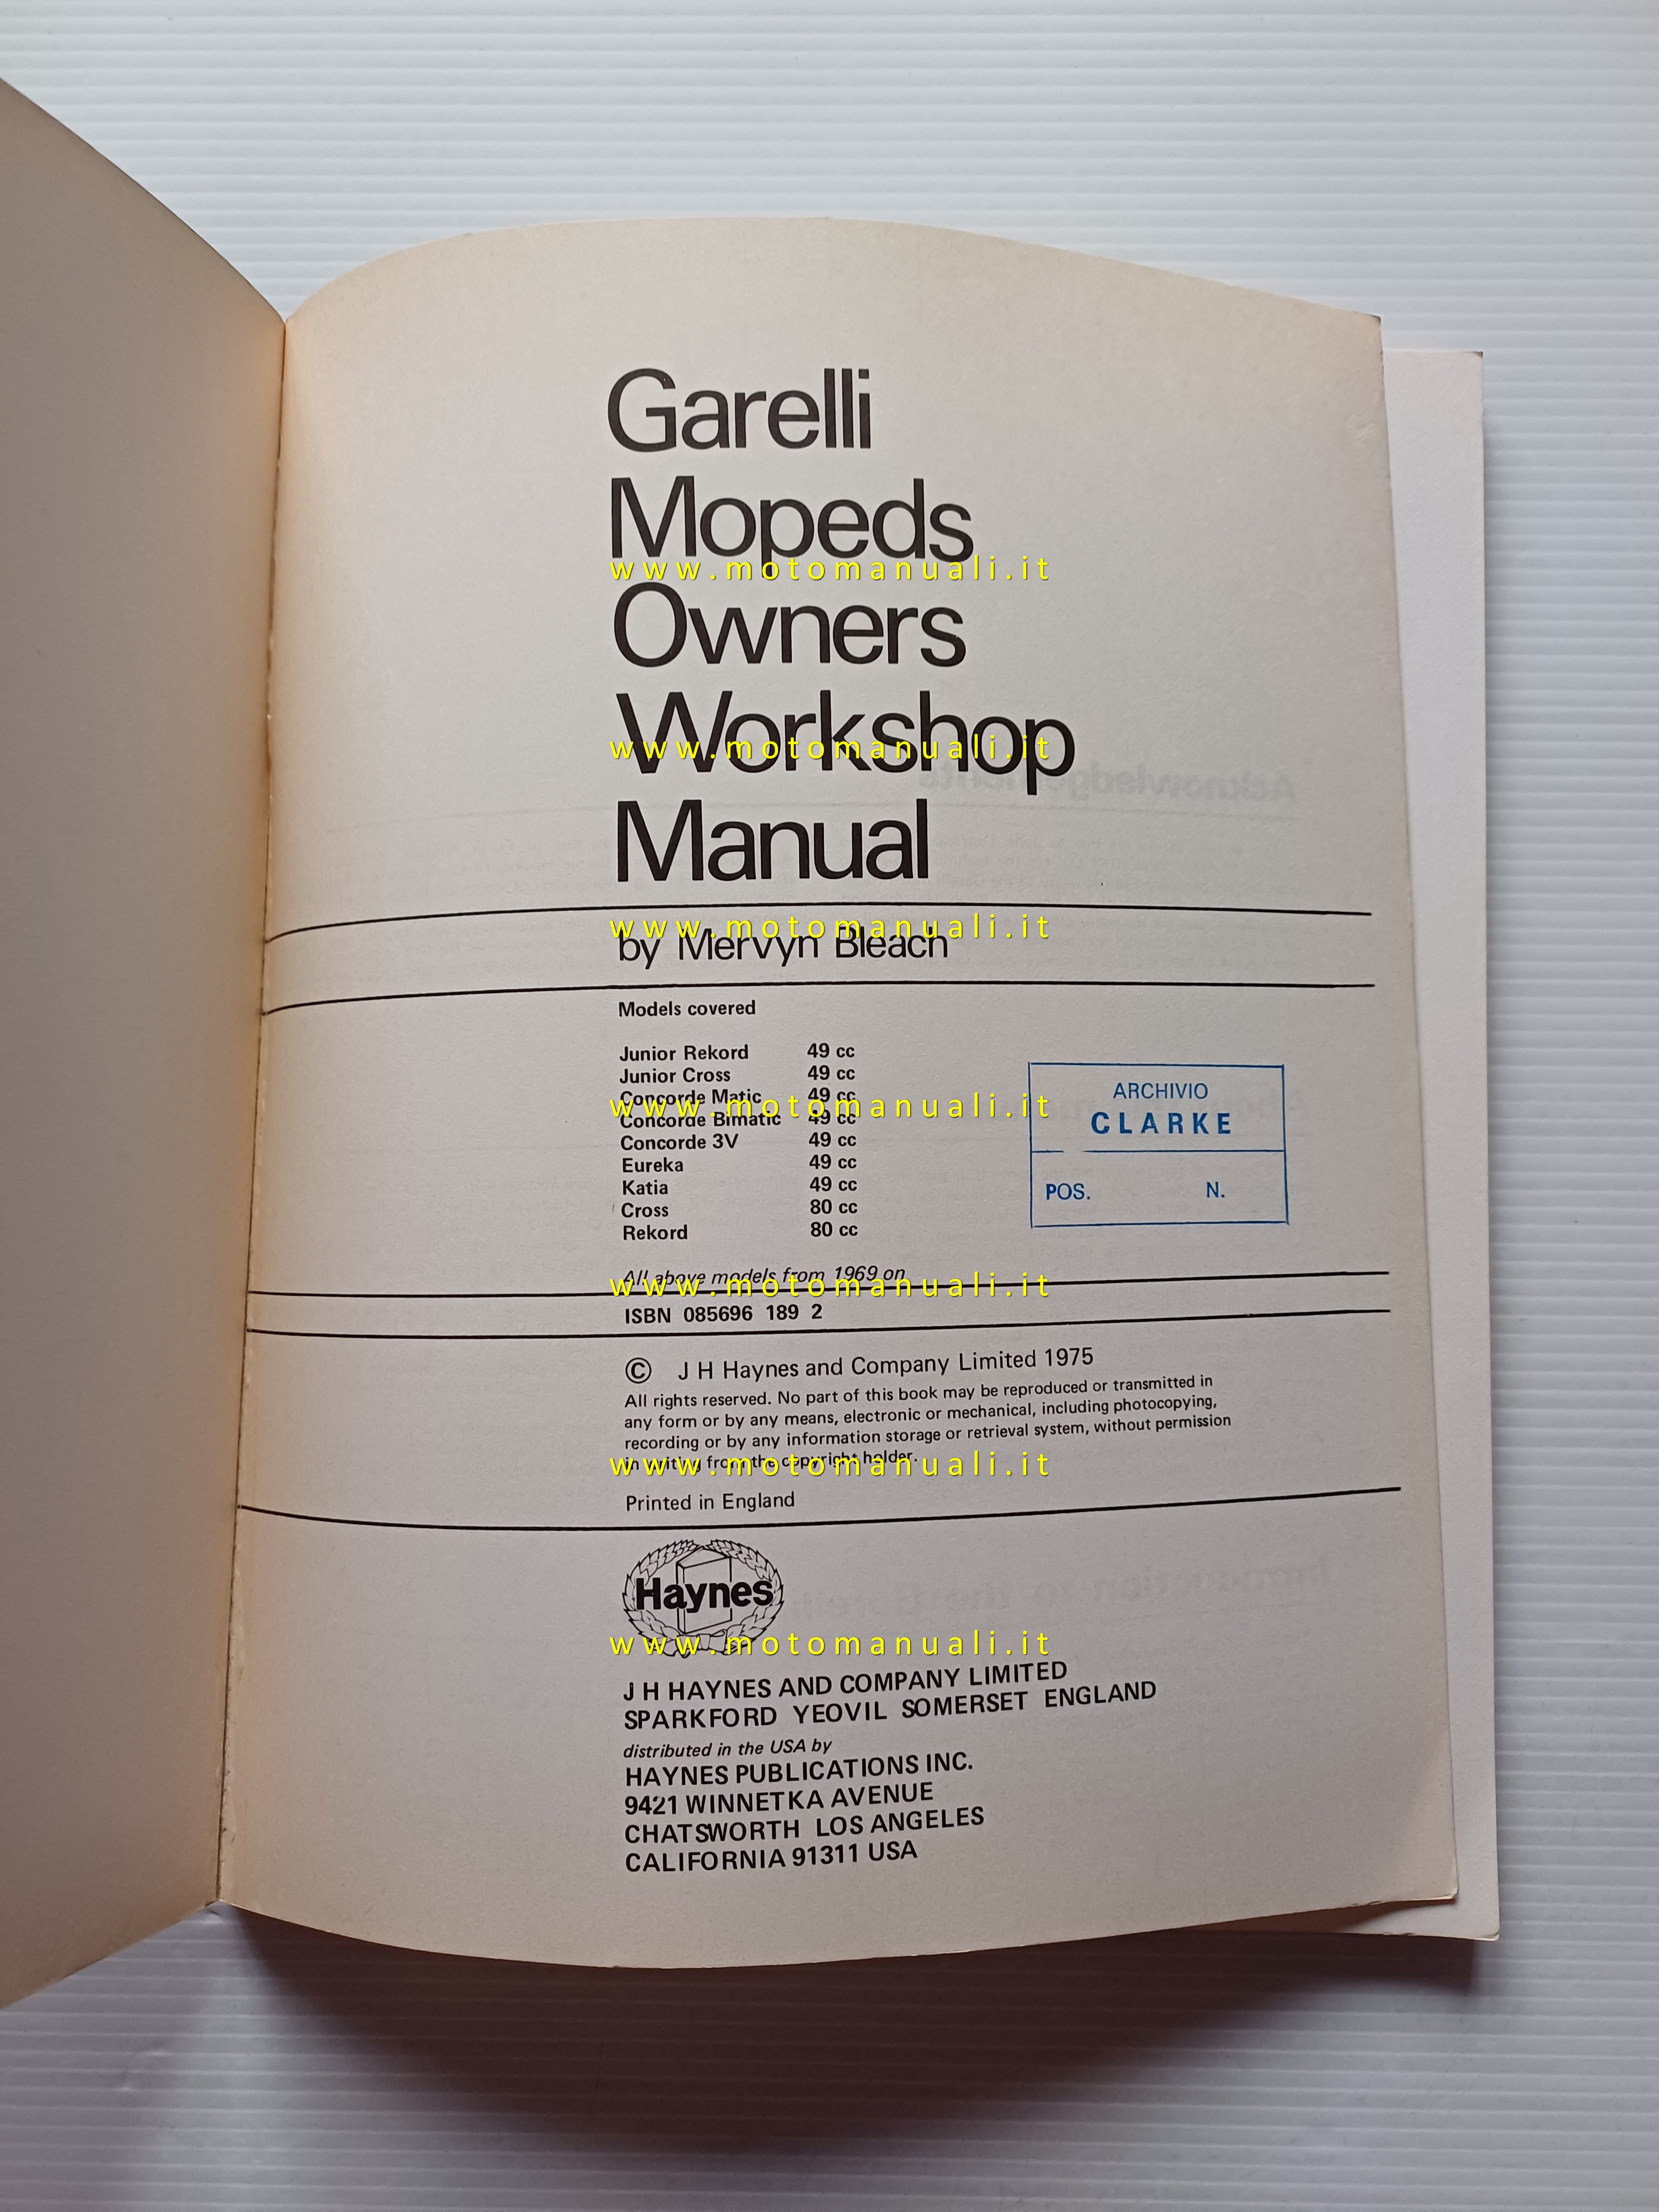 Garelli
Mopeds
www.motomanuali.it
Owners
Workshop
www.motomanuali.it
Manual
www.motomanuali.it
by Mervyn Bleach
Models covered
Junior Rekord 49 cc
Junior Cross 49 cc
Concorde Matic 49 cc
www.motomanuali.it
Concorde Bimatic 49 cc
Concorde 3V 49 cc
Eureka 49 cc
Katia 49 cc
Cross 80 cc
Rekord 80 cc
ARCHIVIO
CLARKE
POS. N.
All above models from 1969 on
www.motomanuali.it
ISBN 085696 189 2
© J H Haynes and Company Limited 1975
All rights reserved. No part of this book may be reproduced or transmitted in
any form or by any means, electronic or mechanical, including photocopying,
recording or by any information storage or retrieval system, without permission
in writing from the copyright holder.
www.motomanuali.it
Printed in England
Haynes
www.motomanuali.it
J H HAYNES AND COMPANY LIMITED
SPARKFORD YEOVIL SOMERSET ENGLAND
distributed in the USA by
HAYNES PUBLICATIONS INC.
9421 WINNETKA AVENUE
CHATSWORTH LOS ANGELES
CALIFORNIA 91311 USA